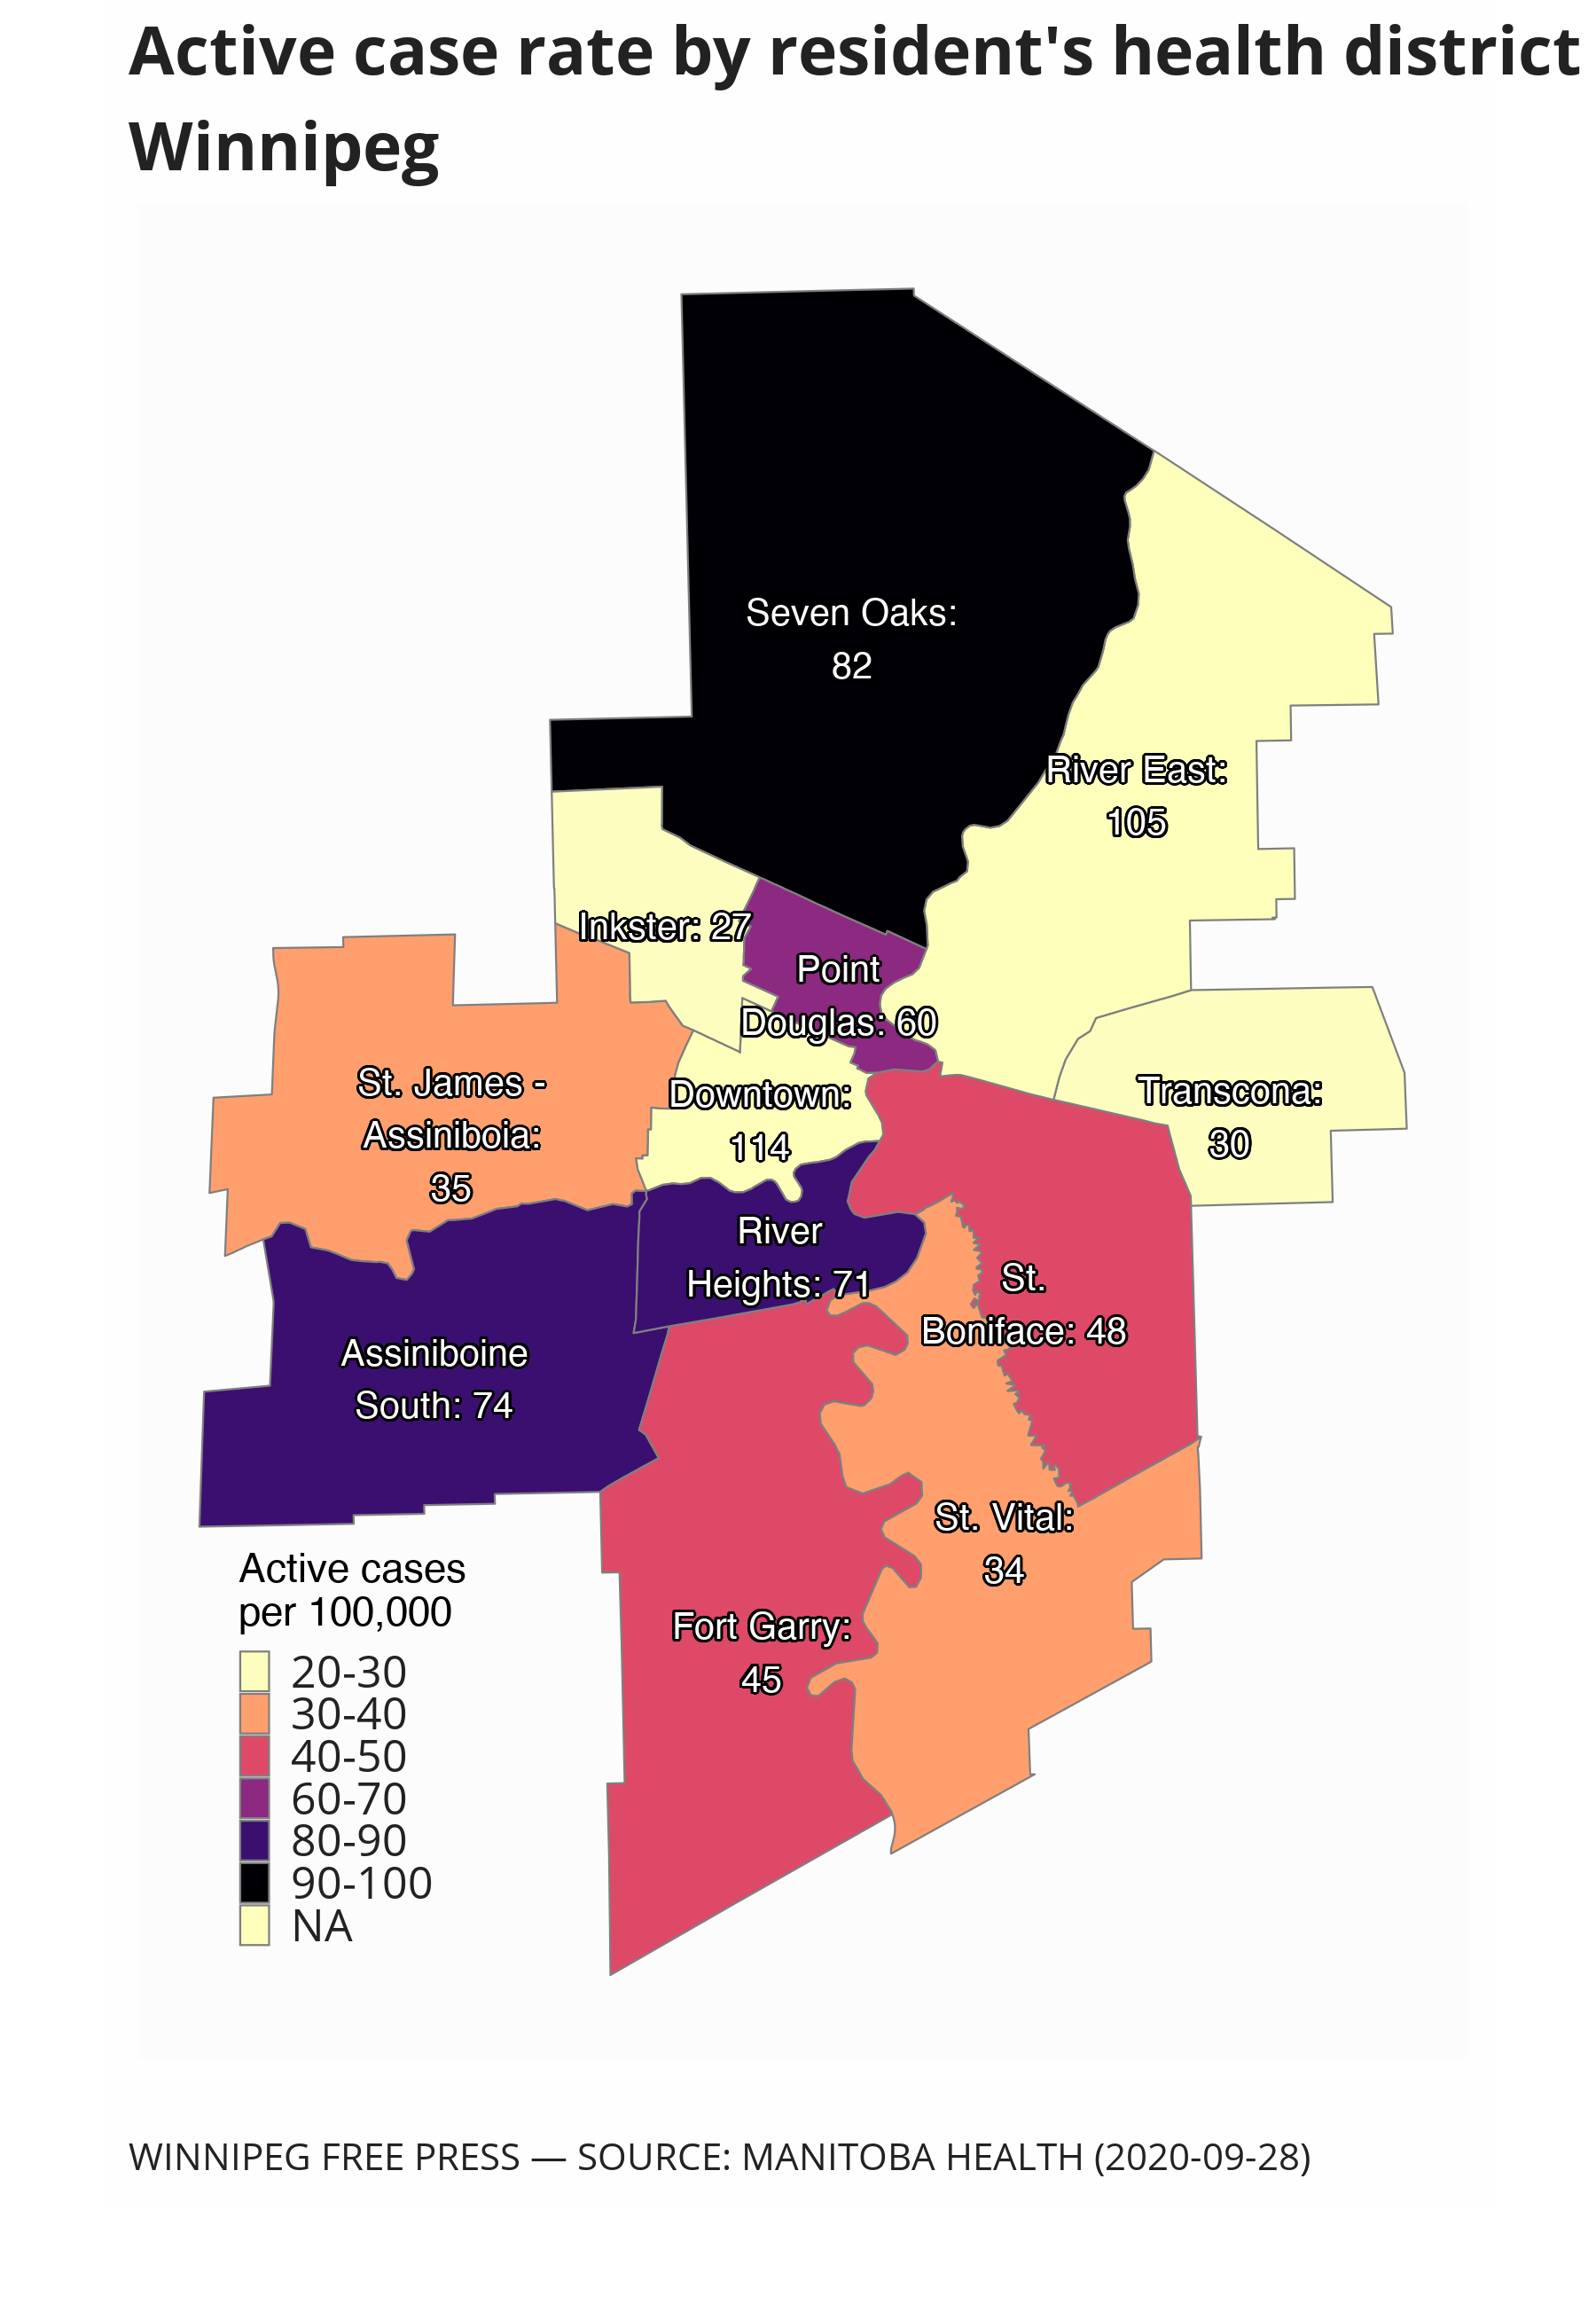 Active case rate by resident's health district
Winnipeg
Seven Oaks:
82
River East:
105
Inkster: 27
Point
Douglas: 60
St. James -
Assiniboia:
35
Downtown:
114
Transcona:
30
River
Heights: 71
St.
Boniface: 48
Assiniboine
South: 74
St. Vital:
34
Fort Garry:
45
Active cases
per 100,000
20-30
30-40
40-50
60-70
80-90
90-100
NA
WINNIPEG FREE PRESS — SOURCE: MANITOBA HEALTH (2020-09-28)